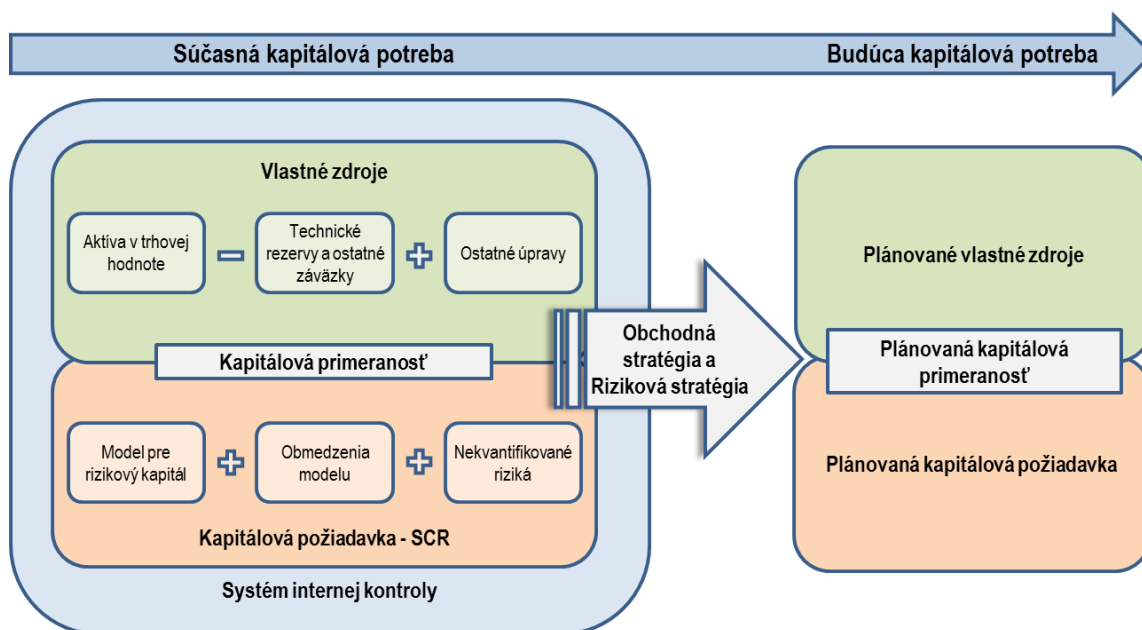 Súčasná kapitálová potreba
Budúca kapitálová potreba
Vlastné zdroje
Aktíva v trhovej
hodnote
Technické
rezervy a ostatné
záväzky
Ostatné úpravy
Kapitálová primeranosť
Model pre
rizikový kapitál
Obmedzenia
modelu
Nekvantifikované
riziká
Kapitálová požiadavka - SCR
Systém internej kontroly
Obchodná
stratégia a
Riziková stratégia
Plánované vlastné zdroje
Plánovaná kapitálová
primeranosť
Plánovaná kapitálová požiadavka